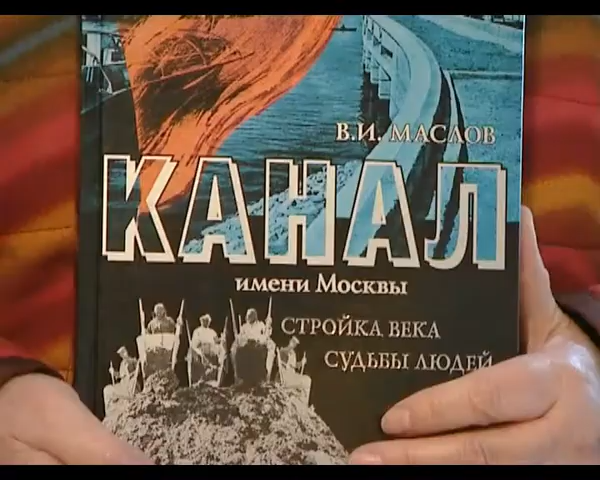 В.И. МАСЛОВ
КАНАЛ
имени Москвы
СТРОЙКА ВЕКА
СУДЬБЫ ЛЮДЕЙ